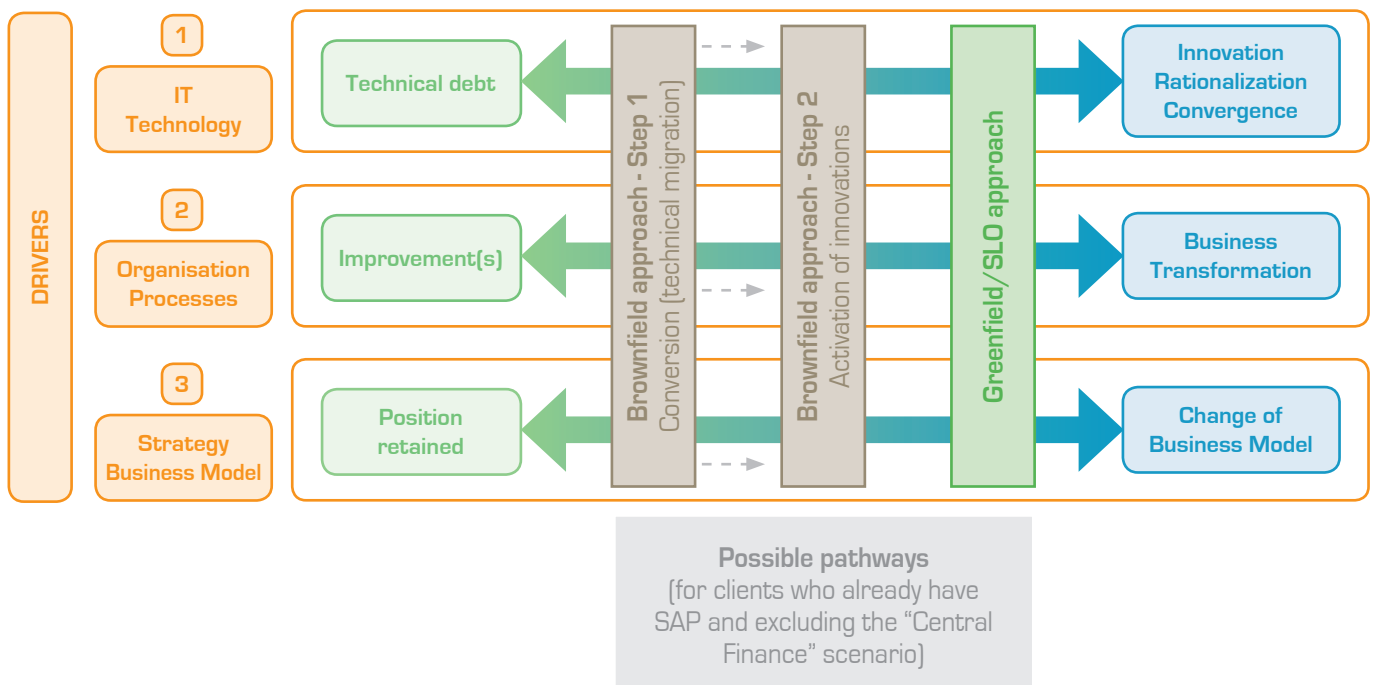 DRIVERS
1
IT
Technology
Technical debt
Innovation
Rationalization
Convergence
2
Organisation
Processes
Improvement(s)
Business
Transformation
3
Strategy
Business Model
Position
retained
Change of
Business Model
Brownfield approach - Step 1
Conversion (technical migration)
Brownfield approach - Step 2
Activation of innovations
Greenfield/SLO approach
Possible pathways
(for clients who already have
SAP and excluding the “Central
Finance” scenario)